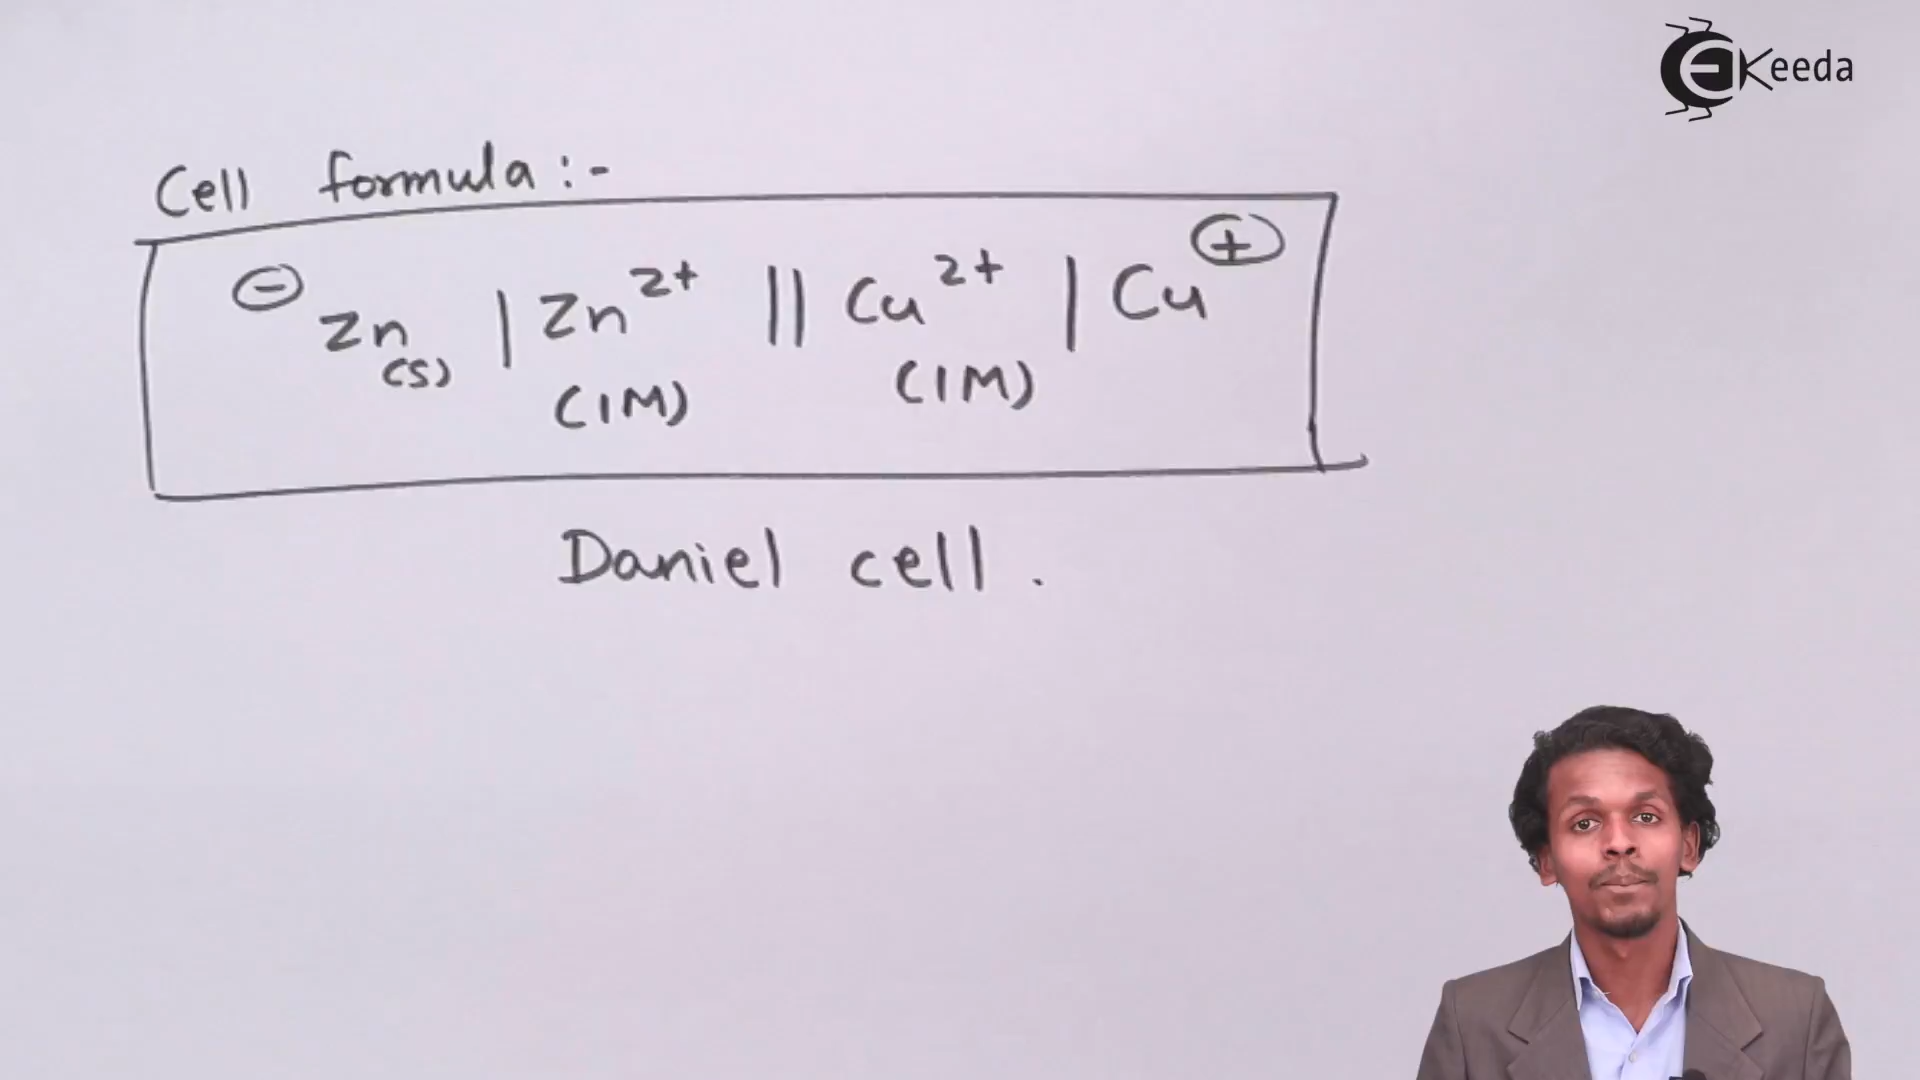 EKeeda
Cell formula:-
⊖ Zn(s) | Zn²⁺ || Cu²⁺ | Cu ⊕
(1M) (1M)
Daniel cell.